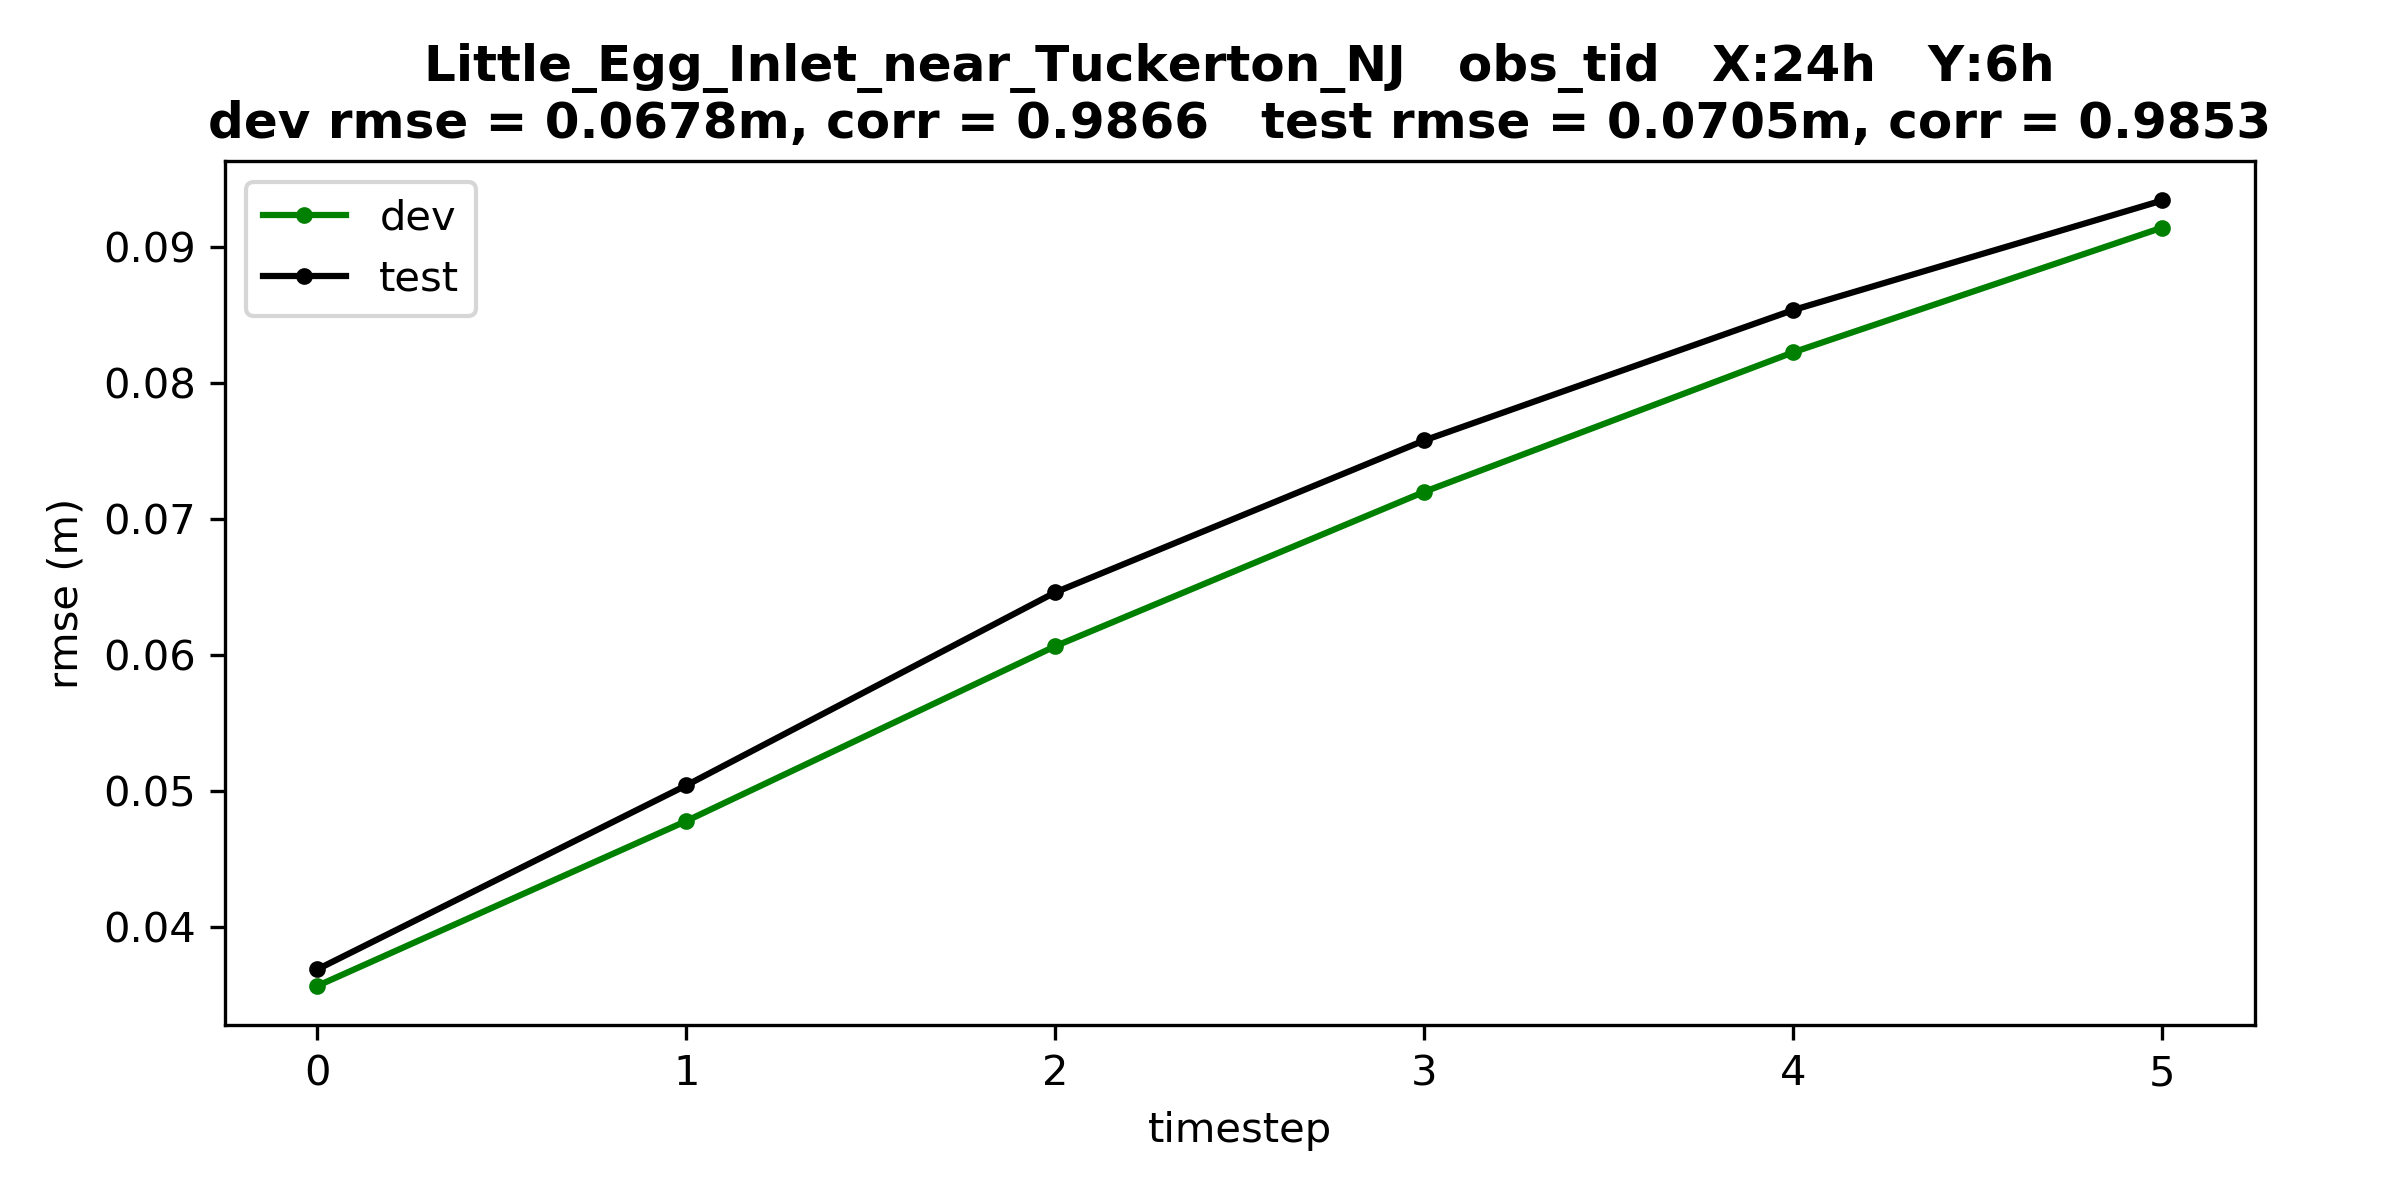 Little_Egg_Inlet_near_Tuckerton_NJ   obs_tid   X:24h   Y:6h
dev rmse = 0.0678m, corr = 0.9866   test rmse = 0.0705m, corr = 0.9853
dev
test
0.09
0.08
0.07
0.06
0.05
0.04
rmse (m)
0 1 2 3 4 5
timestep